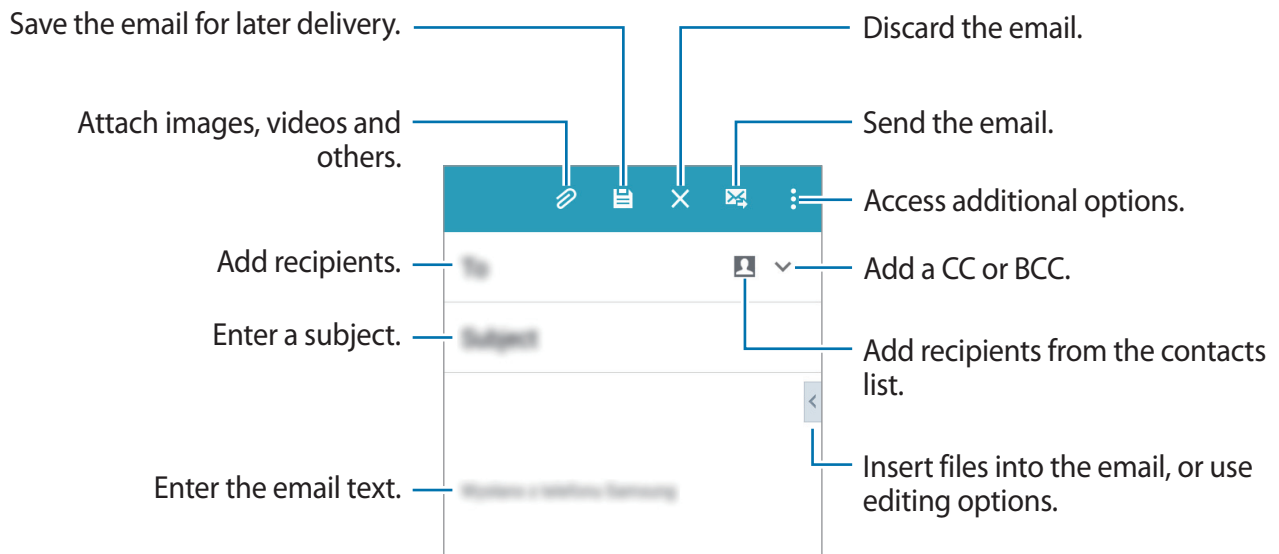 Save the email for later delivery.
Discard the email.
Attach images, videos and
others.
Send the email.
Access additional options.
Add recipients.
To
Add a CC or BCC.
Enter a subject.
Subject
Add recipients from the contacts
list.
Insert files into the email, or use
editing options.
Enter the email text.